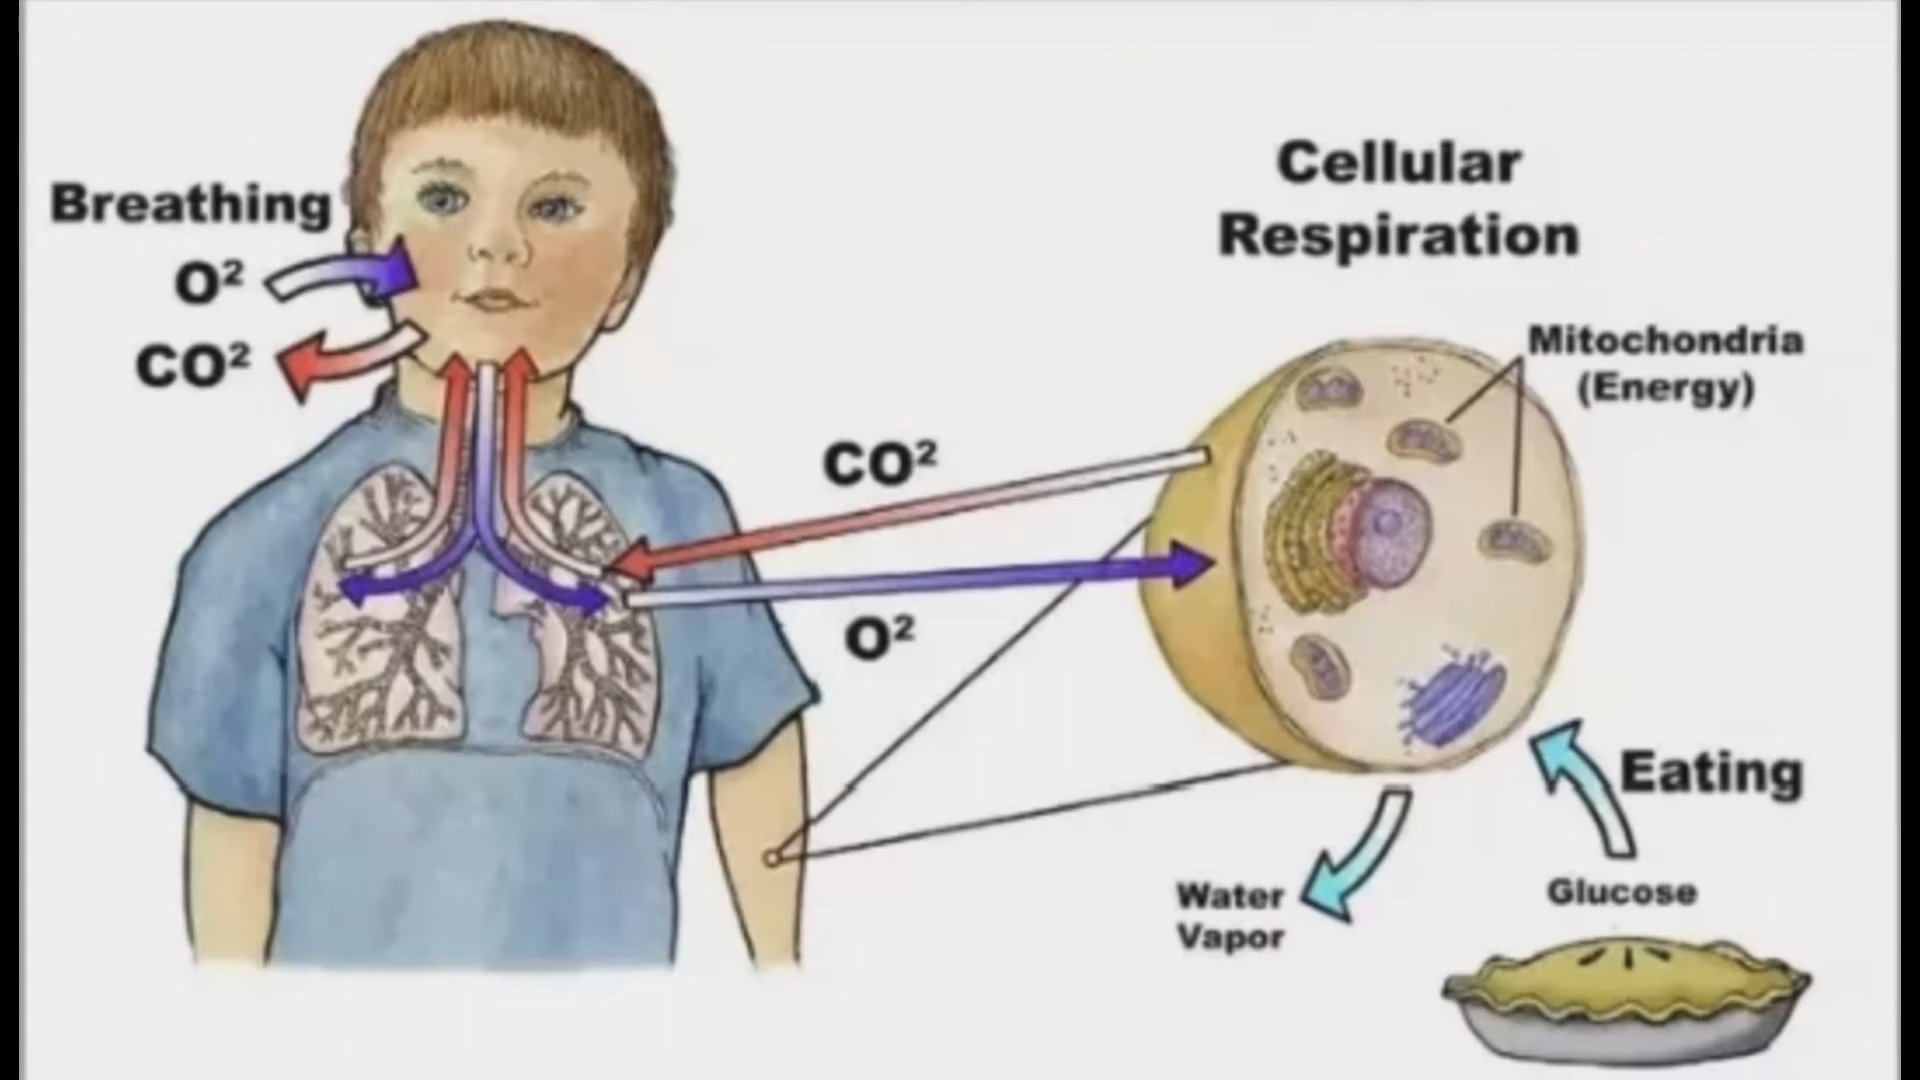 Breathing
O²
CO²
Cellular
Respiration
Mitochondria
(Energy)
CO²
O²
Eating
Glucose
Water
Vapor